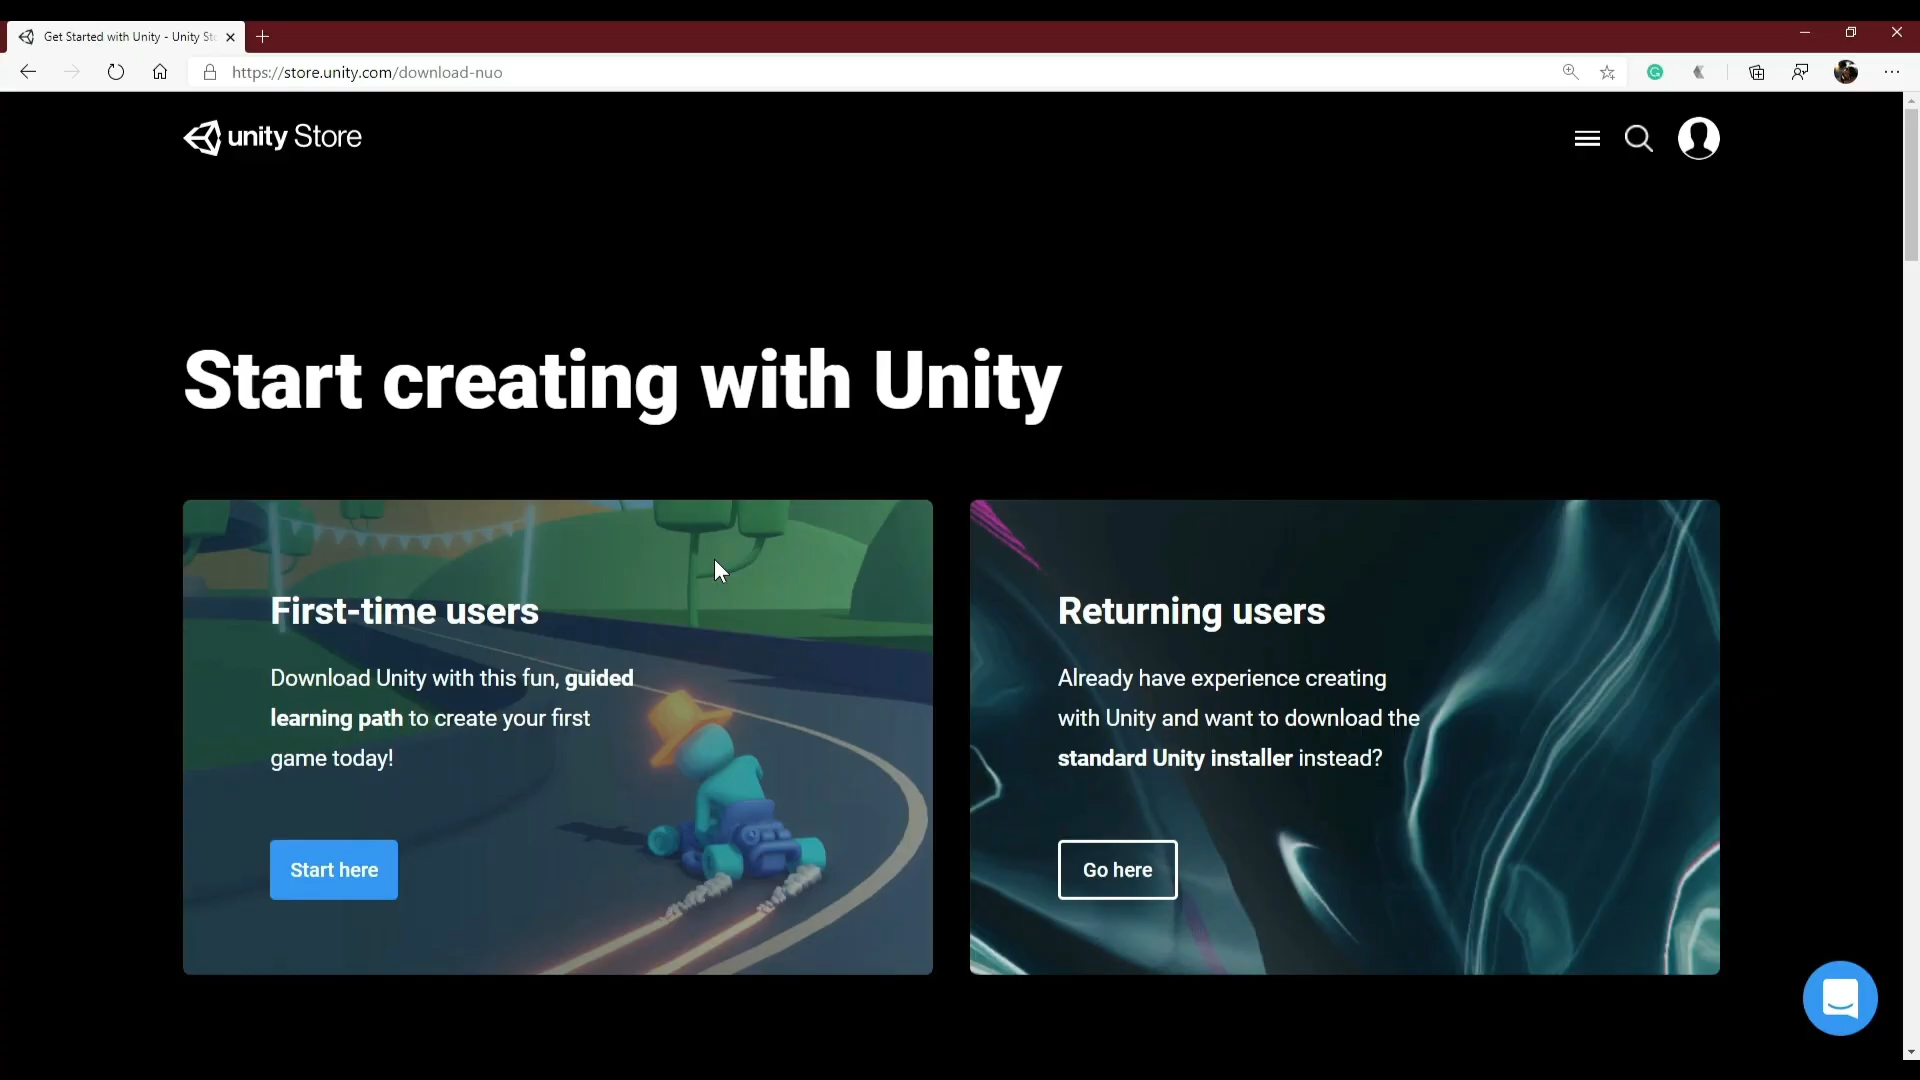 Get Started with Unity - Unity St
https://store.unity.com/download-nuo
unity Store
Start creating with Unity
First-time users
Download Unity with this fun, guided
learning path to create your first
game today!
Start here
Returning users
Already have experience creating
with Unity and want to download the
standard Unity installer instead?
Go here